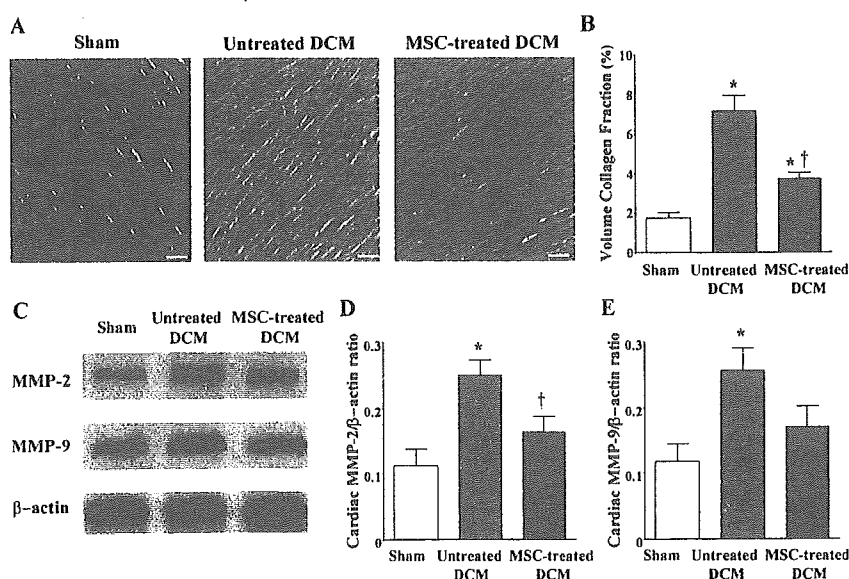 A
Sham
Untreated DCM
MSC-treated DCM
B
Volume Collagen Fraction (%)
10
8
6
4
2
0
*
* †
Sham
Untreated
DCM
MSC-treated
DCM
C
Sham
Untreated
DCM
MSC-treated
DCM
MMP-2
MMP-9
β-actin
D
Cardiac MMP-2/β-actin ratio
0.3
0.2
0.1
0
*
†
Sham
Untreated
DCM
MSC-treated
DCM
E
Cardiac MMP-9/β-actin ratio
0.3
0.2
0.1
0
*
Sham
Untreated
DCM
MSC-treated
DCM